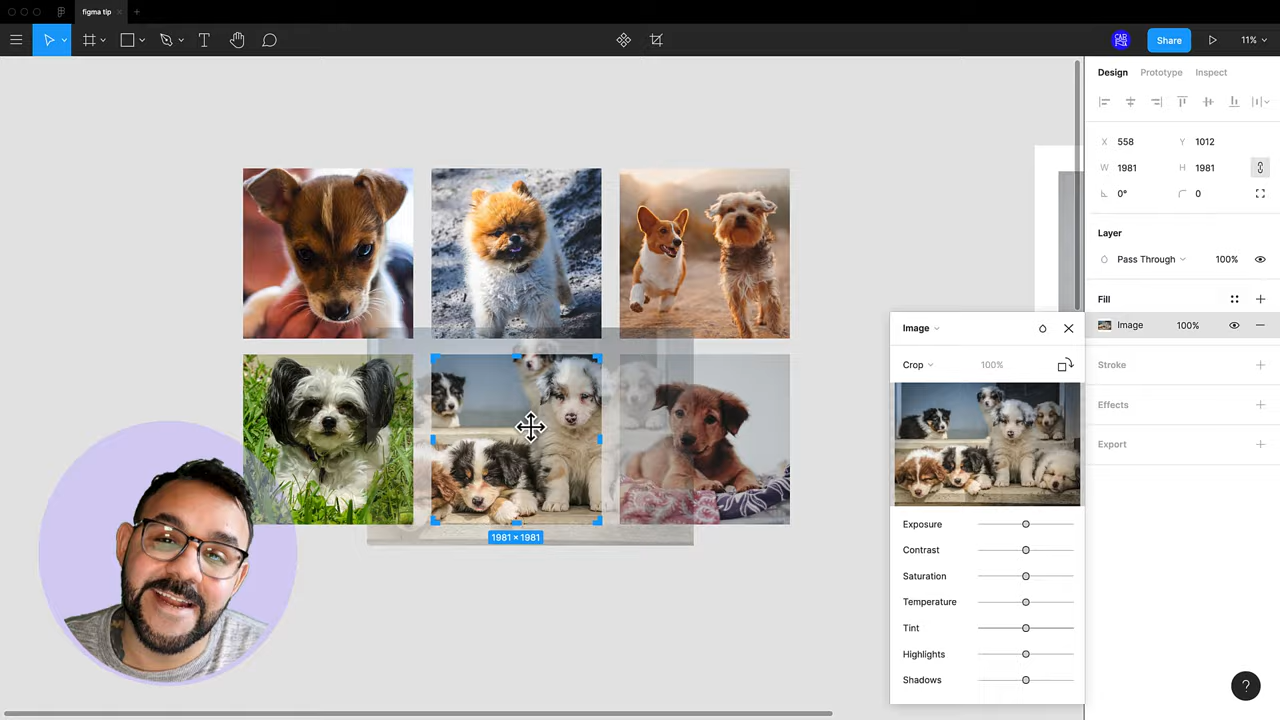 figma tip
Share
11%
Design Prototype Inspect
X 558 Y 1012
W 1981 H 1981
0° 0
Layer
Pass Through 100%
Fill
Image 100%
Stroke
Effects
Export
Image
Crop 100%
Exposure
Contrast
Saturation
Temperature
Tint
Highlights
Shadows
1981 × 1981
?